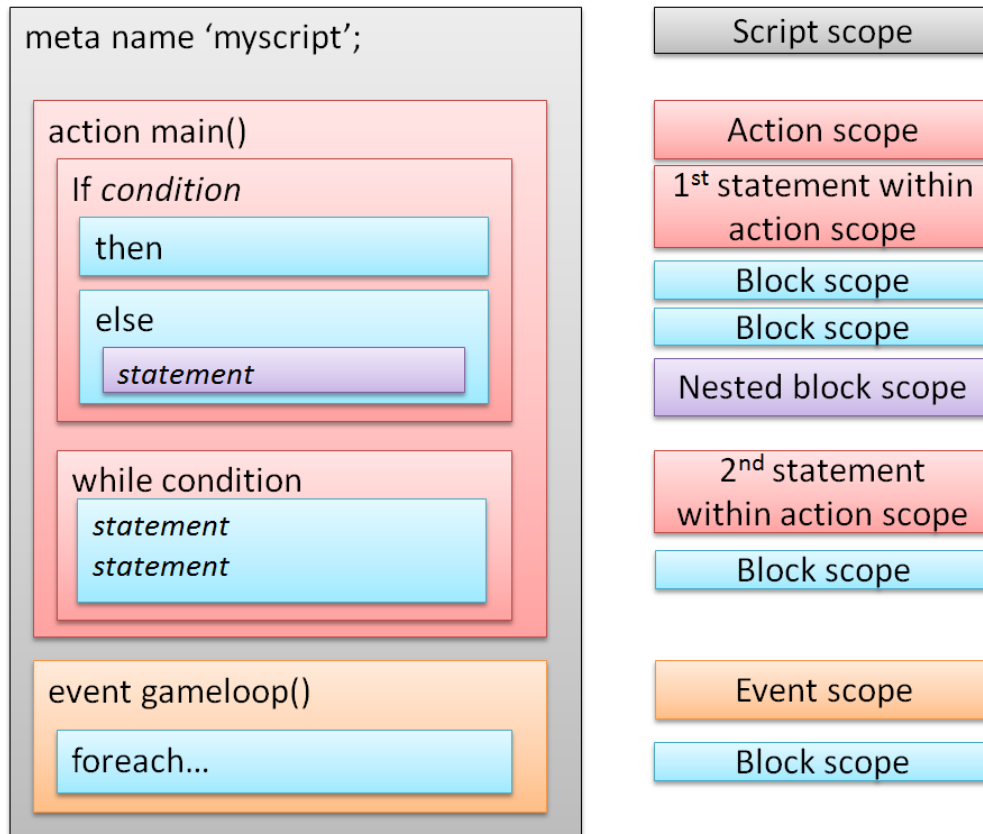 meta name ‘myscript’;
action main()
If condition
then
else
statement
while condition
statement
statement
event gameloop()
foreach…
Script scope
Action scope
1st statement within
action scope
Block scope
Block scope
Nested block scope
2nd statement
within action scope
Block scope
Event scope
Block scope